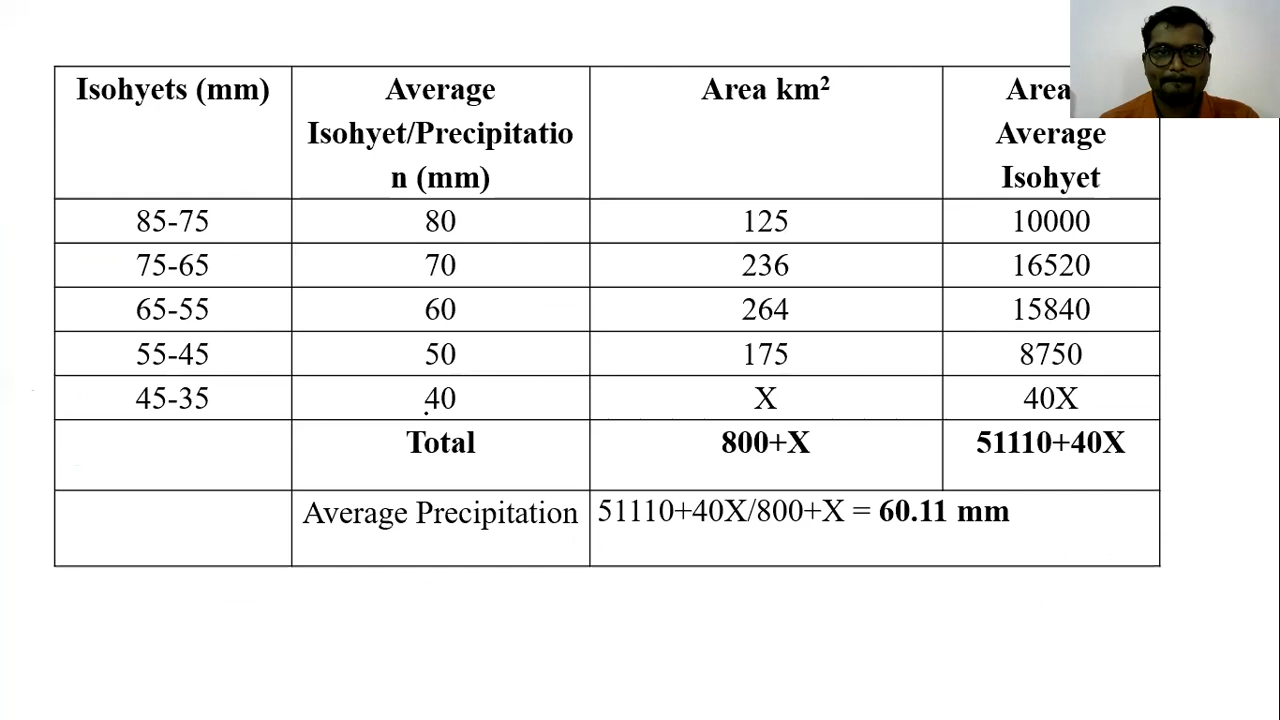 Isohyets (mm) Average Area km² Area
Isohyet/Precipitatio Average
n (mm) Isohyet
85-75 80 125 10000
75-65 70 236 16520
65-55 60 264 15840
55-45 50 175 8750
45-35 40 X 40X
Total 800+X 51110+40X
Average Precipitation 51110+40X/800+X = 60.11 mm